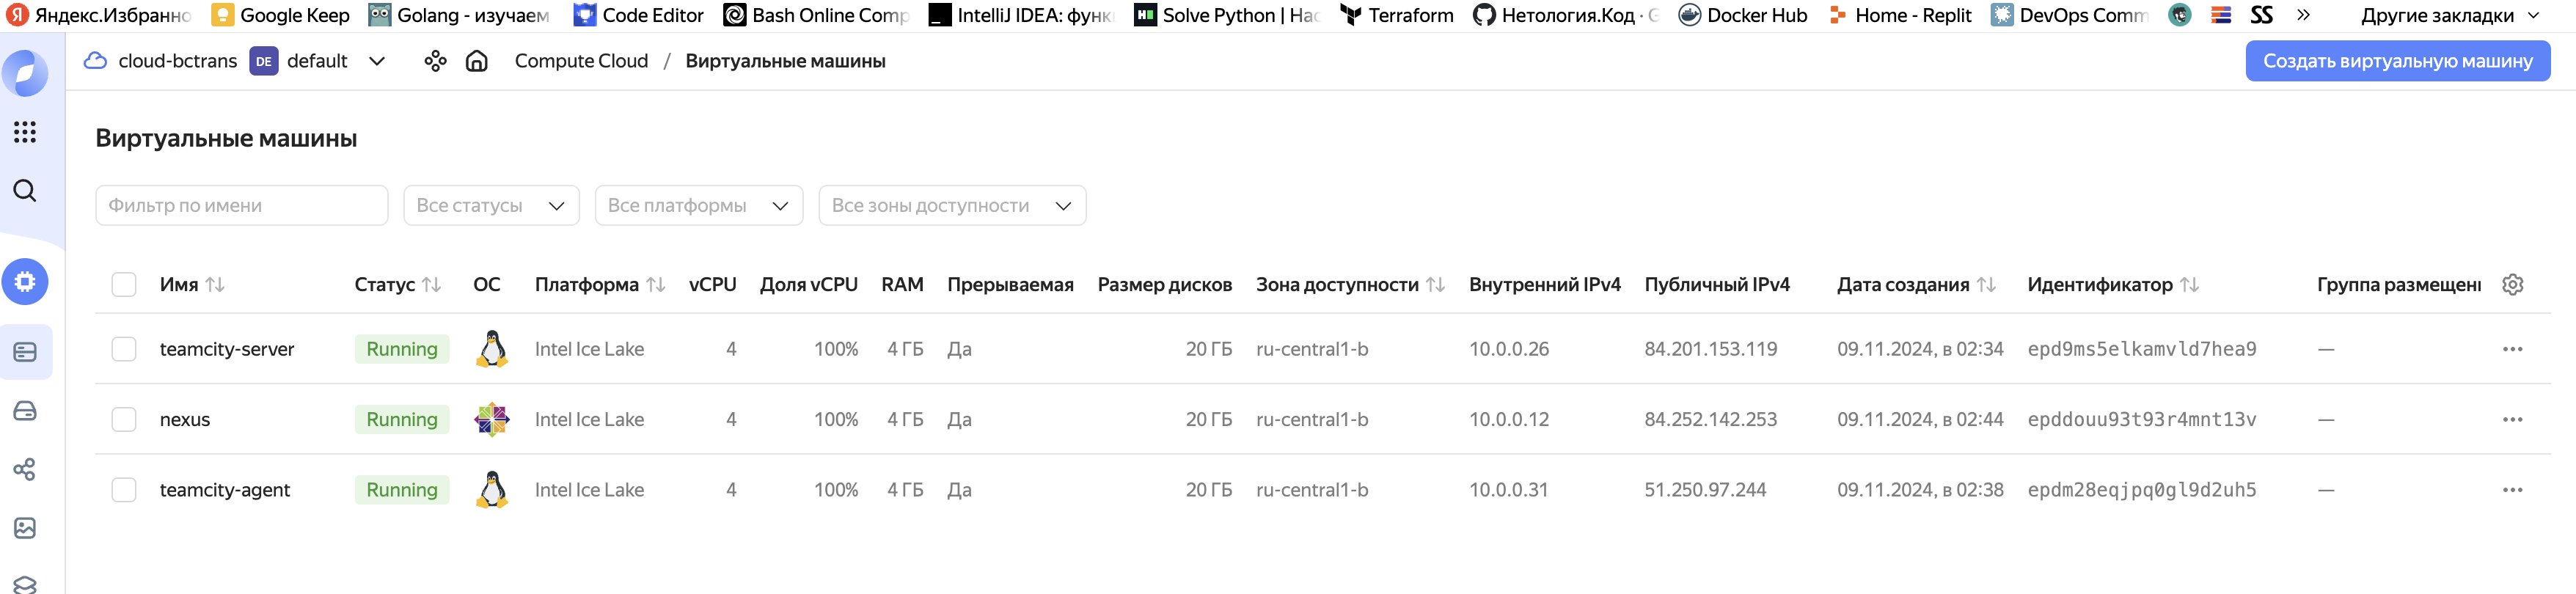 Яндекс.Избранно Google Keep Golang - изучаем Code Editor Bash Online Comp IntelliJ IDEA: функ Solve Python | Hac Terraform Нетология.Код · G Docker Hub Home - Replit DevOps Comm SS » Другие закладки
cloud-bctrans DE default Compute Cloud / Виртуальные машины Создать виртуальную машину
Виртуальные машины
Фильтр по имени Все статусы Все платформы Все зоны доступности
Имя Статус ОС Платформа vCPU Доля vCPU RAM Прерываемая Размер дисков Зона доступности Внутренний IPv4 Публичный IPv4 Дата создания Идентификатор Группа размещени
teamcity-server Running Intel Ice Lake 4 100% 4 ГБ Да 20 ГБ ru-central1-b 10.0.0.26 84.201.153.119 09.11.2024, в 02:34 epd9ms5elkamvld7hea9 —
nexus Running Intel Ice Lake 4 100% 4 ГБ Да 20 ГБ ru-central1-b 10.0.0.12 84.252.142.253 09.11.2024, в 02:44 epddouu93t93r4mnt13v —
teamcity-agent Running Intel Ice Lake 4 100% 4 ГБ Да 20 ГБ ru-central1-b 10.0.0.31 51.250.97.244 09.11.2024, в 02:38 epdm28eqjpq0gl9d2uh5 —